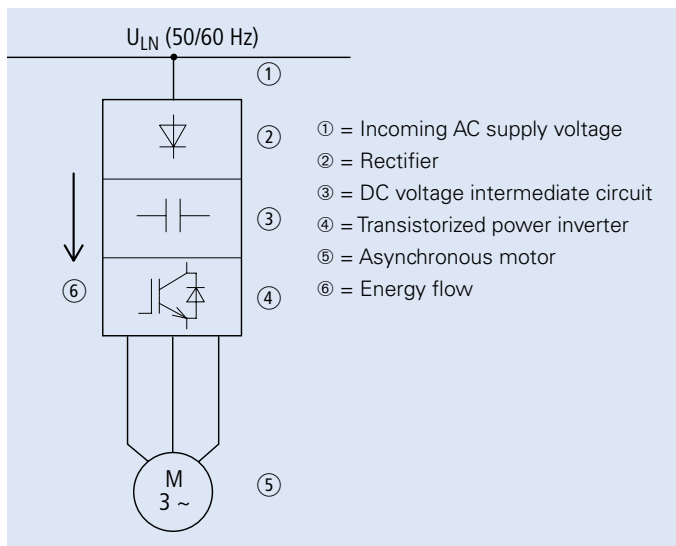 U_LN (50/60 Hz)
①
②
③
④
⑥
M
3 ~
⑤
① = Incoming AC supply voltage
② = Rectifier
③ = DC voltage intermediate circuit
④ = Transistorized power inverter
⑤ = Asynchronous motor
⑥ = Energy flow